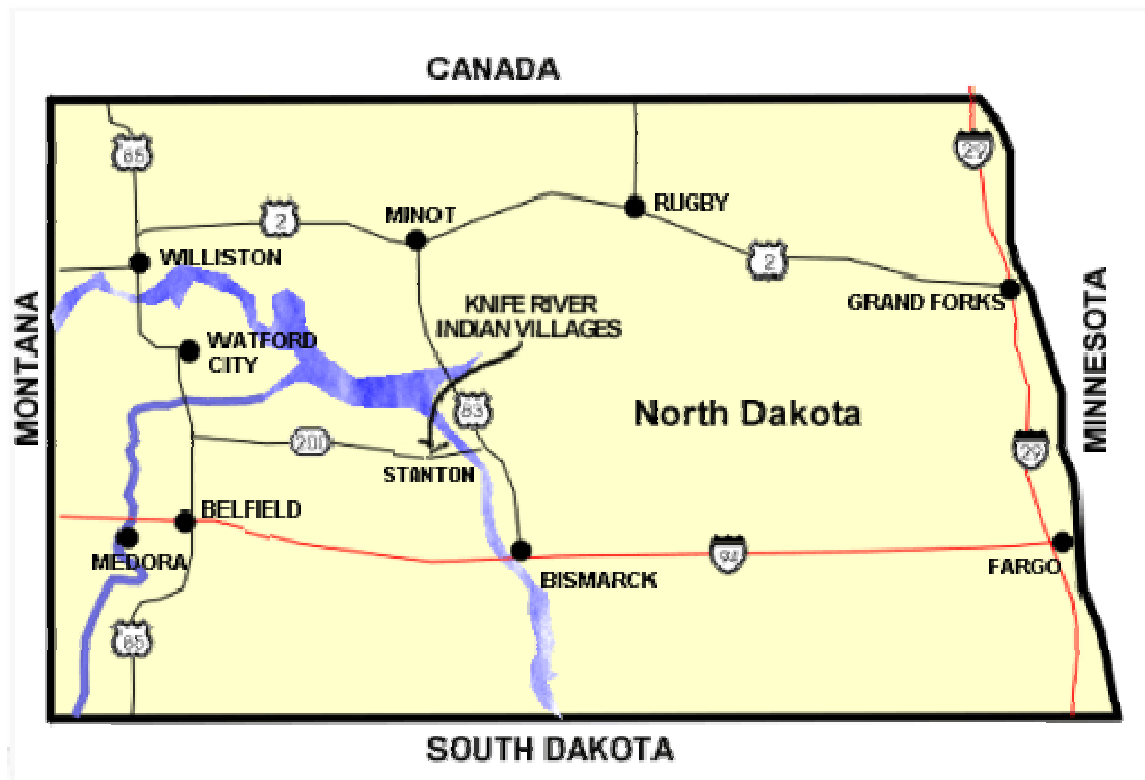 CANADA
85
29
2
MINOT
RUGBY
WILLISTON
2
KNIFE RIVER
INDIAN VILLAGES
GRAND FORKS
MONTANA
MINNESOTA
WATFORD
CITY
83
North Dakota
200
29
STANTON
BELFIELD
MEDORA
94
BISMARCK
FARGO
85
SOUTH DAKOTA